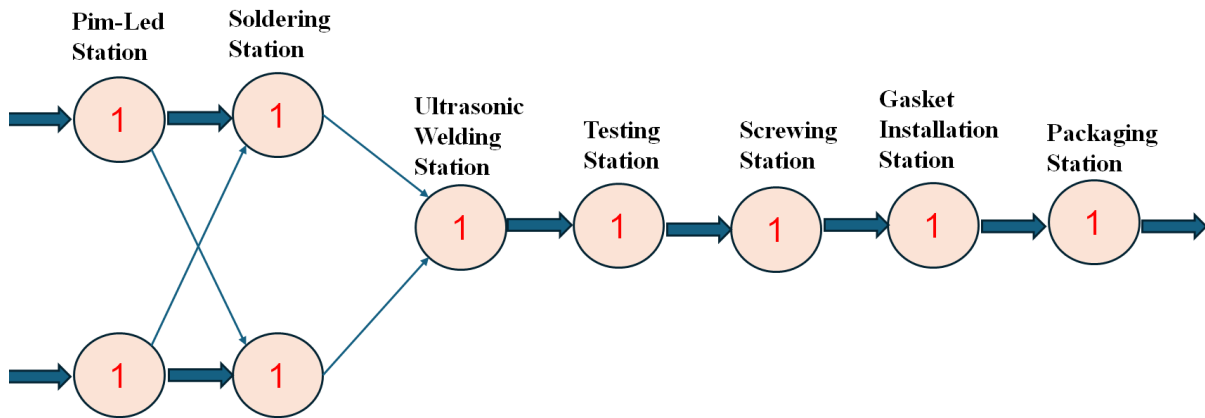 Pim-Led
Station
Soldering
Station
Ultrasonic
Welding
Station
Testing
Station
Screwing
Station
Gasket
Installation
Station
Packaging
Station
1
1
1
1
1
1
1
1
1